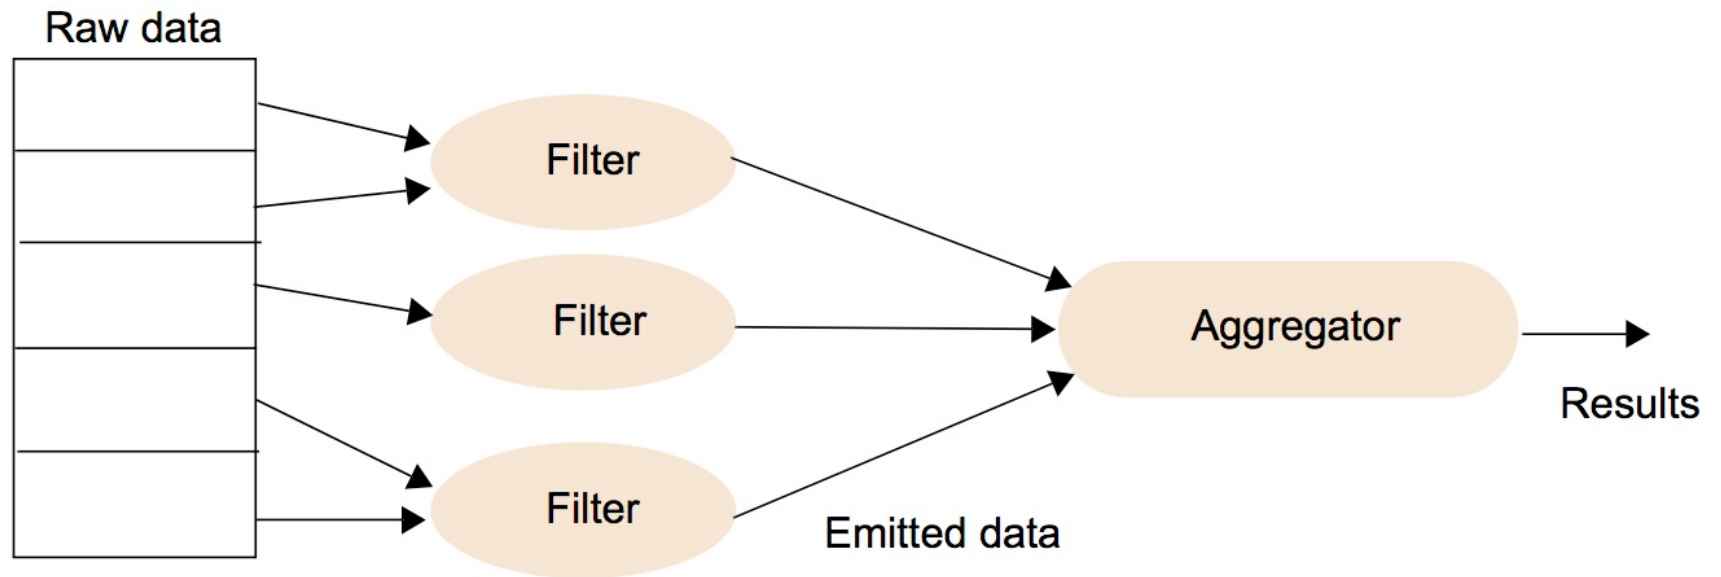 Raw data
Filter
Filter
Aggregator
Results
Filter
Emitted data